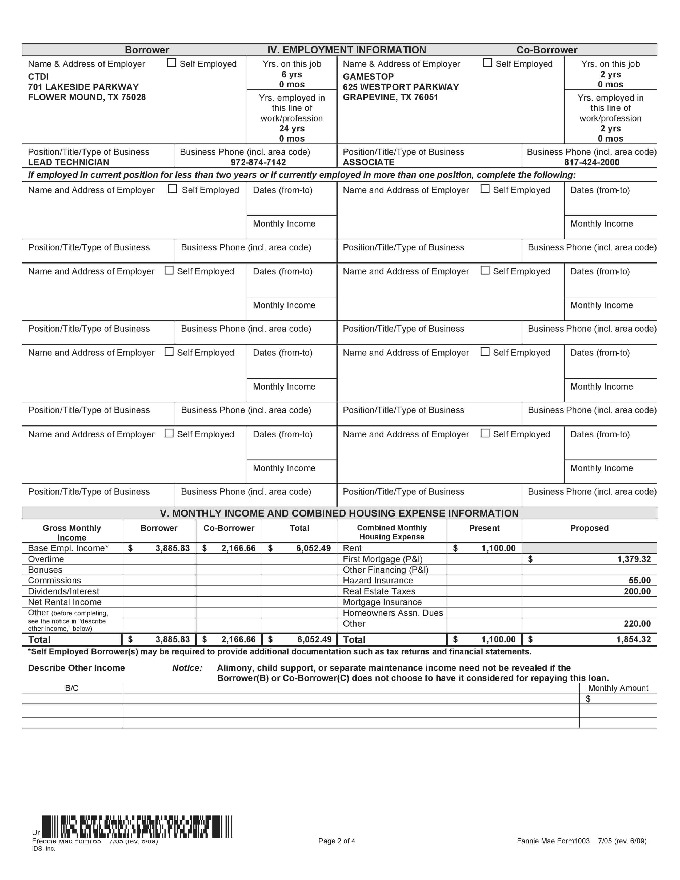 Borrower IV. EMPLOYMENT INFORMATION Co-Borrower
Name & Address of Employer ☐ Self Employed Yrs. on this job Name & Address of Employer ☐ Self Employed Yrs. on this job
CTDI 6 yrs GAMESTOP 2 yrs
701 LAKESIDE PARKWAY 0 mos 625 WESTPORT PARKWAY 0 mos
FLOWER MOUND, TX 75028 Yrs. employed in GRAPEVINE, TX 76051 Yrs. employed in
this line of this line of
work/profession work/profession
24 yrs 2 yrs
0 mos 0 mos
Position/Title/Type of Business Business Phone (incl. area code) Position/Title/Type of Business Business Phone (incl. area code)
LEAD TECHNICIAN 972-874-7142 ASSOCIATE 817-424-2000
If employed in current position for less than two years or if currently employed in more than one position, complete the following:
Name and Address of Employer ☐ Self Employed Dates (from-to) Name and Address of Employer ☐ Self Employed Dates (from-to)
Monthly Income Monthly Income
Position/Title/Type of Business Business Phone (incl. area code) Position/Title/Type of Business Business Phone (incl. area code)
Name and Address of Employer ☐ Self Employed Dates (from-to) Name and Address of Employer ☐ Self Employed Dates (from-to)
Monthly Income Monthly Income
Position/Title/Type of Business Business Phone (incl. area code) Position/Title/Type of Business Business Phone (incl. area code)
Name and Address of Employer ☐ Self Employed Dates (from-to) Name and Address of Employer ☐ Self Employed Dates (from-to)
Monthly Income Monthly Income
Position/Title/Type of Business Business Phone (incl. area code) Position/Title/Type of Business Business Phone (incl. area code)
Name and Address of Employer ☐ Self Employed Dates (from-to) Name and Address of Employer ☐ Self Employed Dates (from-to)
Monthly Income Monthly Income
Position/Title/Type of Business Business Phone (incl. area code) Position/Title/Type of Business Business Phone (incl. area code)
V. MONTHLY INCOME AND COMBINED HOUSING EXPENSE INFORMATION
Gross Monthly Income Borrower Co-Borrower Total Combined Monthly Housing Expense Present Proposed
Base Empl. Income* $ 3,885.83 $ 2,166.66 $ 6,052.49 Rent $ 1,100.00
Overtime First Mortgage (P&I) $ 1,379.32
Bonuses Other Financing (P&I)
Commissions Hazard Insurance 55.00
Dividends/Interest Real Estate Taxes 200.00
Net Rental Income Mortgage Insurance
Other (before completing, Homeowners Assn. Dues
see the notice in "describe Other 220.00
other income," below)
Total $ 3,885.83 $ 2,166.66 $ 6,052.49 Total $ 1,100.00 $ 1,854.32
*Self Employed Borrower(s) may be required to provide additional documentation such as tax returns and financial statements.
Describe Other Income Notice: Alimony, child support, or separate maintenance income need not be revealed if the
Borrower(B) or Co-Borrower(C) does not choose to have it considered for repaying this loan.
B/C Monthly Amount
$
Page 2 of 4 Fannie Mae Form1003 7/05 (rev. 6/09)
IDS, Inc.